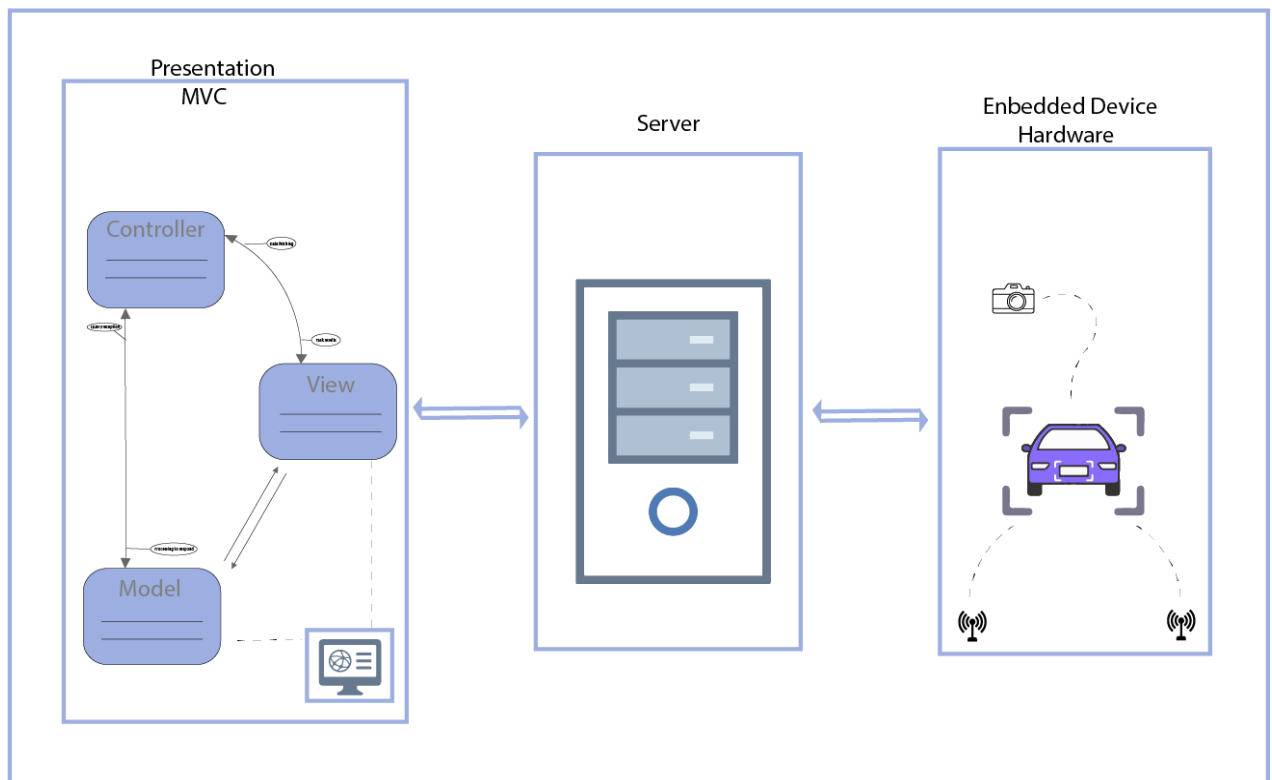 Presentation
MVC
Server
Enbedded Device
Hardware
Controller
View
Model